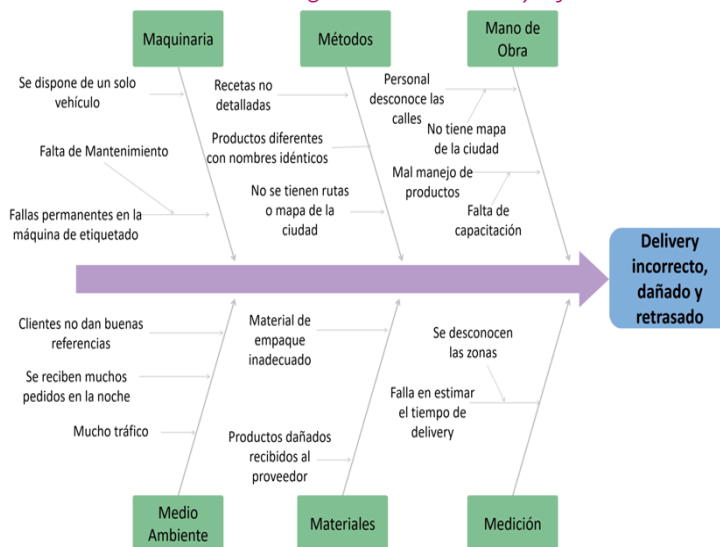 Maquinaria
Métodos
Mano de
Obra
Se dispone de un solo
vehículo
Falta de Mantenimiento
Fallas permanentes en la
máquina de etiquetado
Recetas no
detalladas
Productos diferentes
con nombres idénticos
No se tienen rutas
o mapa de la
ciudad
Personal
desconoce las
calles
No tiene mapa
de la ciudad
Mal manejo de
productos
Falta de
capacitación
Delivery
incorrecto,
dañado y
retrasado
Clientes no dan buenas
referencias
Se reciben muchos
pedidos en la noche
Mucho tráfico
Material de
empaque
inadecuado
Productos dañados
recibidos al
proveedor
Se desconocen
las zonas
Falla en estimar
el tiempo de
delivery
Medio
Ambiente
Materiales
Medición